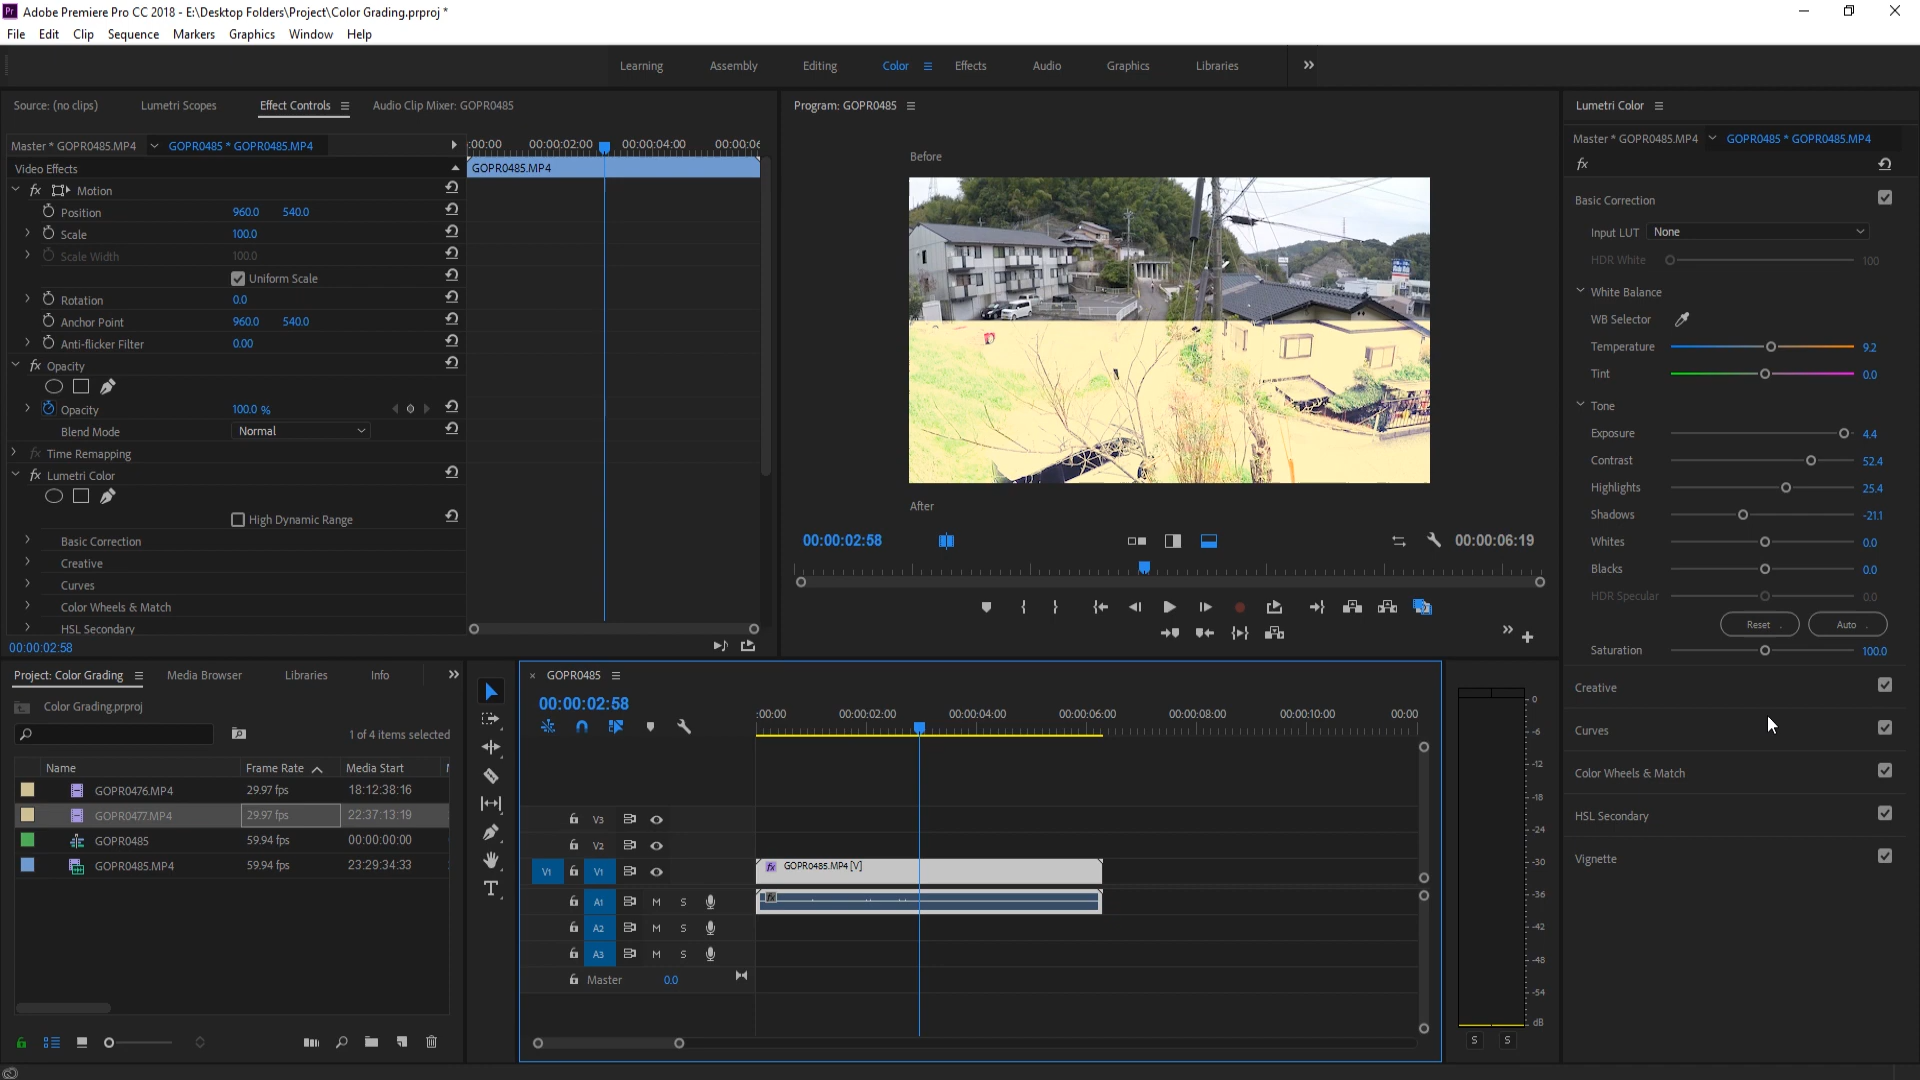 Adobe Premiere Pro CC 2018 - E:\Desktop Folders\Project\Color Grading.prproj *
File Edit Clip Sequence Markers Graphics Window Help
Learning Assembly Editing Color Effects Audio Graphics Libraries
Source: (no clips) Lumetri Scopes Effect Controls Audio Clip Mixer: GOPR0485
Master * GOPR0485.MP4 GOPR0485 * GOPR0485.MP4
:00:00 00:00:02:00 00:00:04:00 00:00:06
Video Effects
GOPR0485.MP4
fx Motion
Position 960.0 540.0
Scale 100.0
Scale Width 100.0
Uniform Scale
Rotation 0.0
Anchor Point 960.0 540.0
Anti-flicker Filter 0.00
fx Opacity
Opacity 100.0 %
Blend Mode Normal
fx Time Remapping
fx Lumetri Color
High Dynamic Range
Basic Correction
Creative
Curves
Color Wheels & Match
HSL Secondary
00:00:02:58
Program: GOPR0485
Before
After
00:00:02:58 00:00:06:19
Lumetri Color
Master * GOPR0485.MP4 GOPR0485 * GOPR0485.MP4
fx
Basic Correction
Input LUT None
HDR White 100
White Balance
WB Selector
Temperature 9.2
Tint 0.0
Tone
Exposure 4.4
Contrast 52.4
Highlights 25.4
Shadows -21.1
Whites 0.0
Blacks 0.0
HDR Specular 0.0
Reset Auto
Saturation 100.0
Creative
Curves
Color Wheels & Match
HSL Secondary
Vignette
Project: Color Grading Media Browser Libraries Info
Color Grading.prproj
1 of 4 items selected
Name Frame Rate Media Start
GOPR0476.MP4 29.97 fps 18:12:38:16
GOPR0477.MP4 29.97 fps 22:37:13:19
GOPR0485 59.94 fps 00:00:00:00
GOPR0485.MP4 59.94 fps 23:29:34:33
× GOPR0485
00:00:02:58
:00:00 00:00:02:00 00:00:04:00 00:00:06:00 00:00:08:00 00:00:10:00 00:00
V3
V2
V1 V1 fx GOPR0485.MP4 [V]
A1 M S
A2 M S
A3 M S
Master 0.0
0
-6
-12
-18
-24
-30
-36
-42
-48
-54
dB
S S